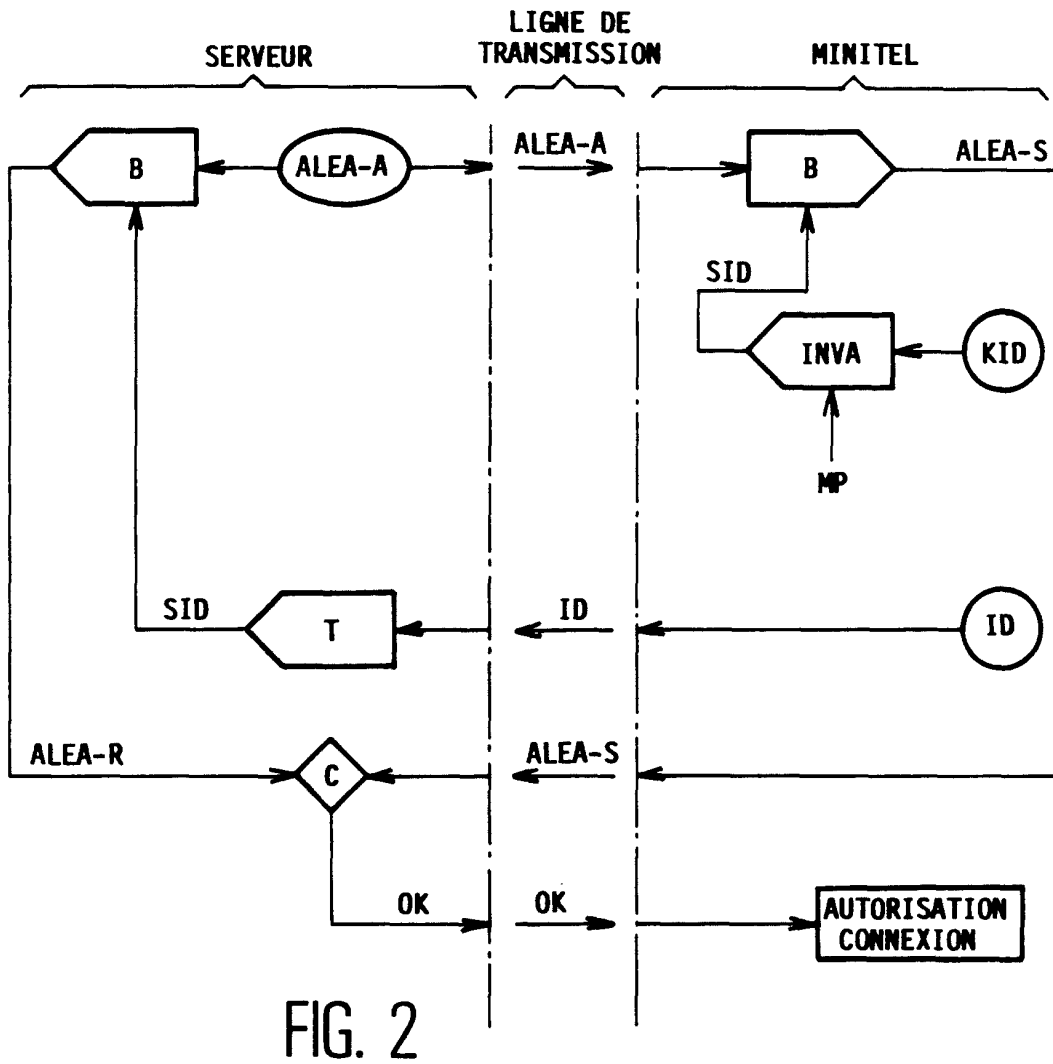 SERVEUR
LIGNE DE
TRANSMISSION
MINITEL
B
ALEA-A
ALEA-A
B
ALEA-S
SID
INVA
KID
MP
SID
T
ID
ID
ALEA-R
C
ALEA-S
OK
OK
AUTORISATION
CONNEXION
FIG. 2